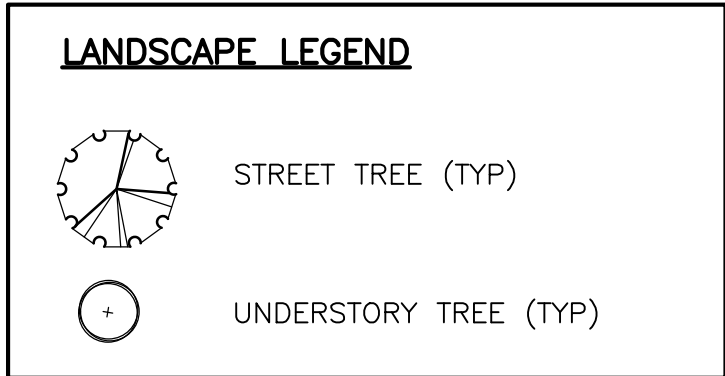 LANDSCAPE LEGEND
STREET TREE (TYP)
UNDERSTORY TREE (TYP)